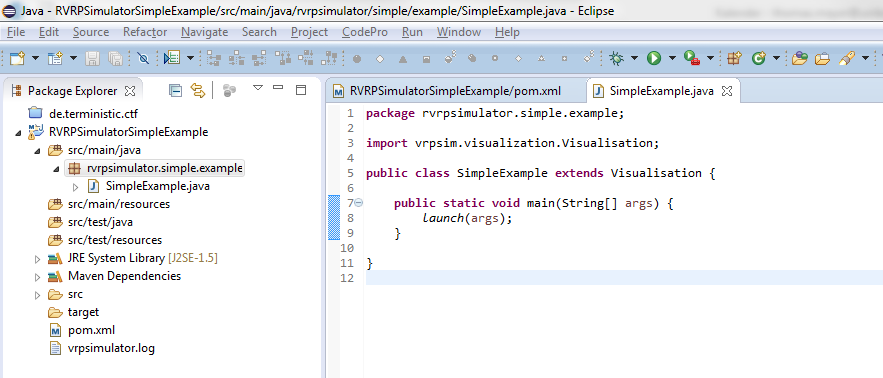 Java - RVRPSimulatorSimpleExample/src/main/java/rvrpsimulator/simple/example/SimpleExample.java - Eclipse
File Edit Source Refactor Navigate Search Project CodePro Run Window Help
Package Explorer
de.terministic.ctf
RVRPSimulatorSimpleExample
src/main/java
rvrpsimulator.simple.example
SimpleExample.java
src/main/resources
src/test/java
src/test/resources
JRE System Library [J2SE-1.5]
Maven Dependencies
src
target
pom.xml
vrpsimulator.log
RVRPSimulatorSimpleExample/pom.xml SimpleExample.java
1 package rvrpsimulator.simple.example;
2
3 import vrpsim.visualization.Visualisation;
4
5 public class SimpleExample extends Visualisation {
6
7 public static void main(String[] args) {
8 launch(args);
9 }
10
11 }
12